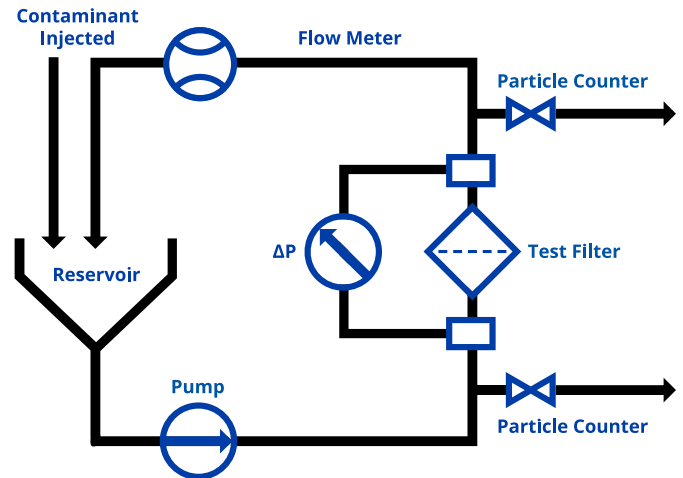 Contaminant
Injected
Flow Meter
Particle Counter
Reservoir
ΔP
Test Filter
Pump
Particle Counter